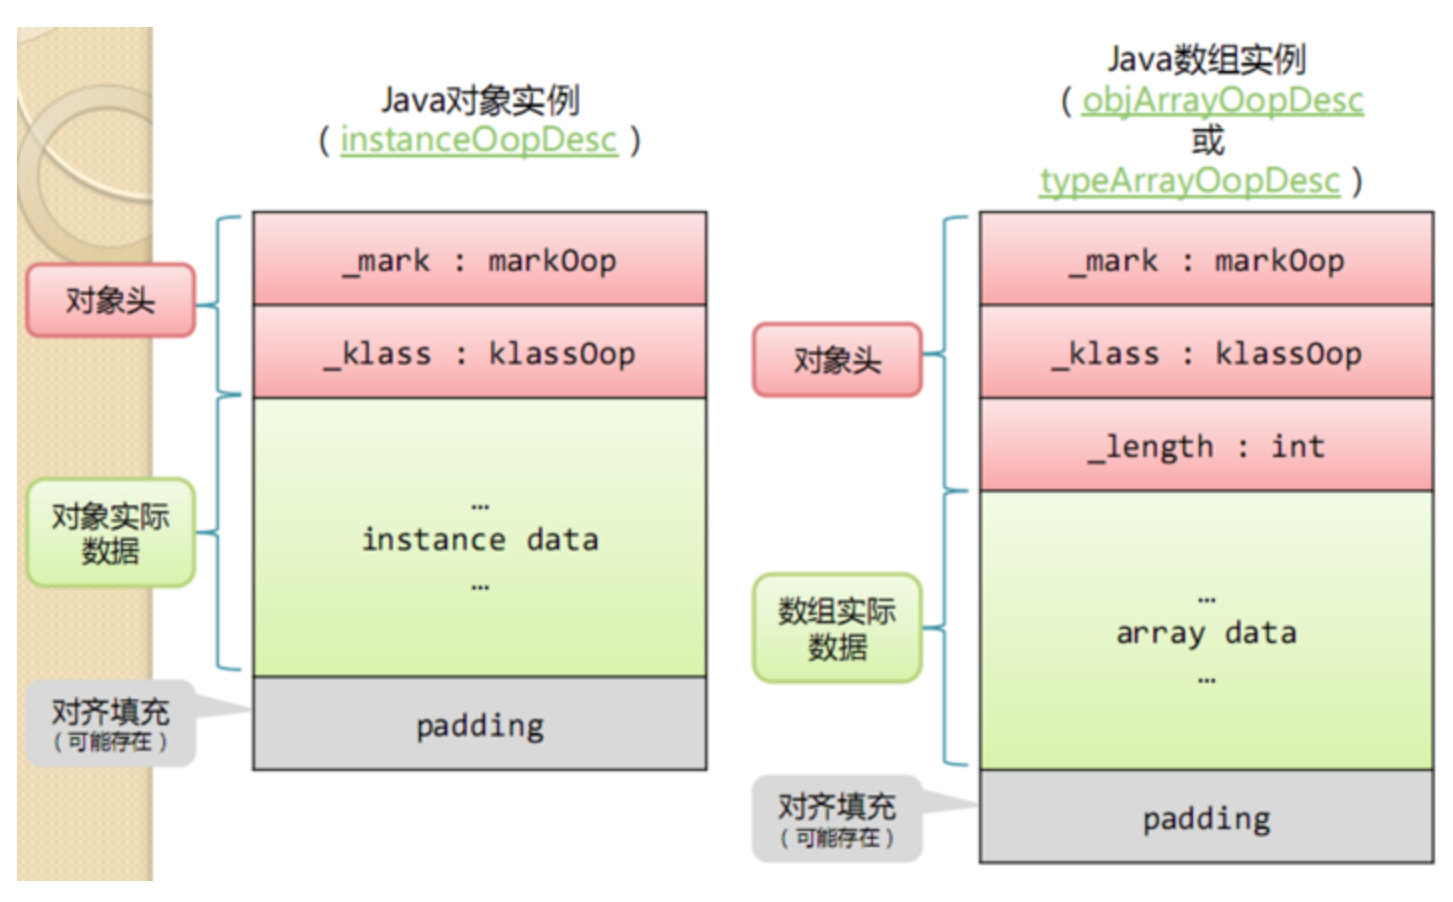 Java对象实例
( instanceOopDesc )
对象头
_mark : markOop
_klass : klassOop
对象实际
数据
…
instance data
…
对齐填充
( 可能存在 )
padding
Java数组实例
( objArrayOopDesc
或
typeArrayOopDesc )
对象头
_mark : markOop
_klass : klassOop
_length : int
数组实际
数据
…
array data
…
对齐填充
( 可能存在 )
padding